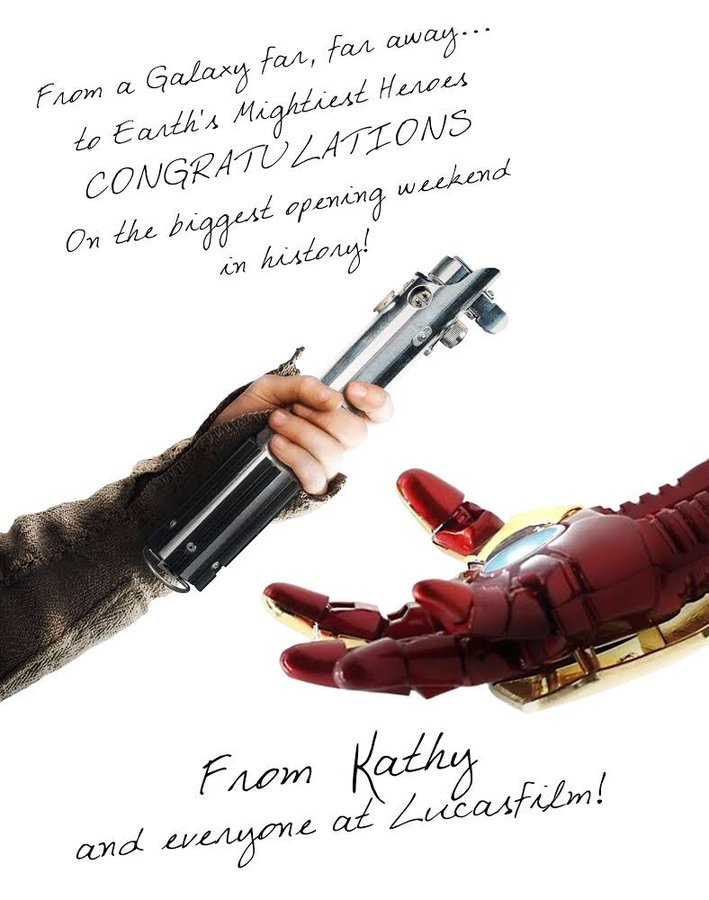 From a Galaxy far, far away...
to Earth's Mightiest Heroes
CONGRATULATIONS
On the biggest opening weekend
in history!
From Kathy
and everyone at Lucasfilm!